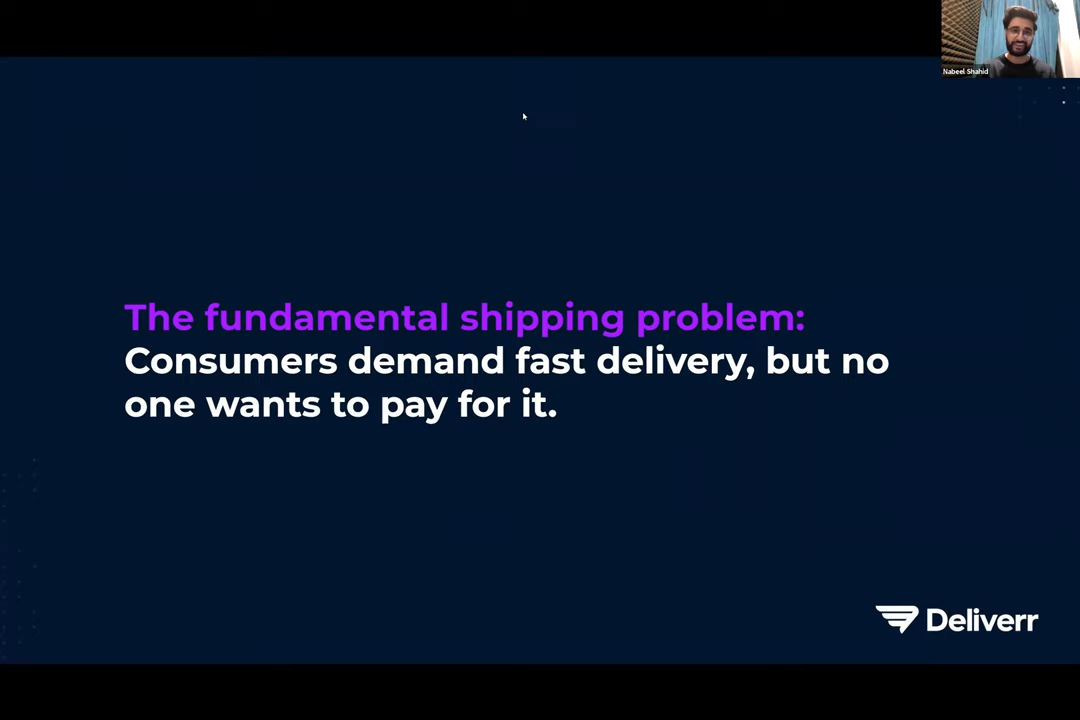 Nabeel Shahid
The fundamental shipping problem:
Consumers demand fast delivery, but no
one wants to pay for it.
Deliverr